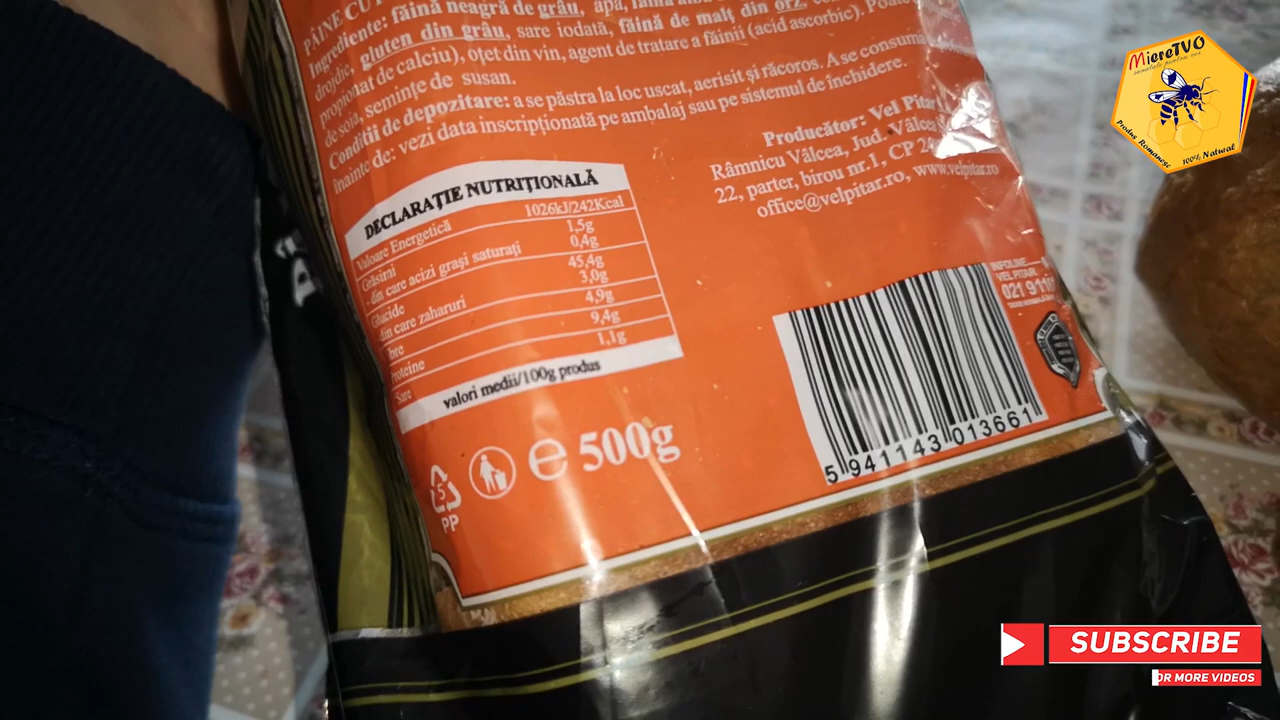 PÂINE CU
Ingrediente: făină neagră de grâu, apă,
drojdie, gluten din grâu, sare iodată, făină de malț din orz,
propionat de calciu), oțet din vin, agent de tratare a făinii (acid ascorbic).
de soia, semințe de susan.
Condiții de depozitare: a se păstra la loc uscat, aerisit și răcoros. A se consuma
înainte de: vezi data inscripționată pe ambalaj sau pe sistemul de închidere.
DECLARAȚIE NUTRIȚIONALĂ
Valoare Energetică 1026kJ/242Kcal
Grăsimi 1,5g
din care acizi grași saturați 0,4g
Glucide 45,4g
din care zaharuri 3,0g
bre 4,9g
Proteine 9,4g
Sare 1,1g
valori medii/100g produs
Producător: Vel Pitar
Râmnicu Vâlcea, Jud. Vâlcea
22, parter, birou nr.1, CP
office@velpitar.ro, www.velpitar.ro
INFOLINE
VEL PITAR
021 9110
5 941143 013661
5
PP
e 500g
MiereTVO
Produs Romanesc
100% Natural
SUBSCRIBE
OR MORE VIDEOS